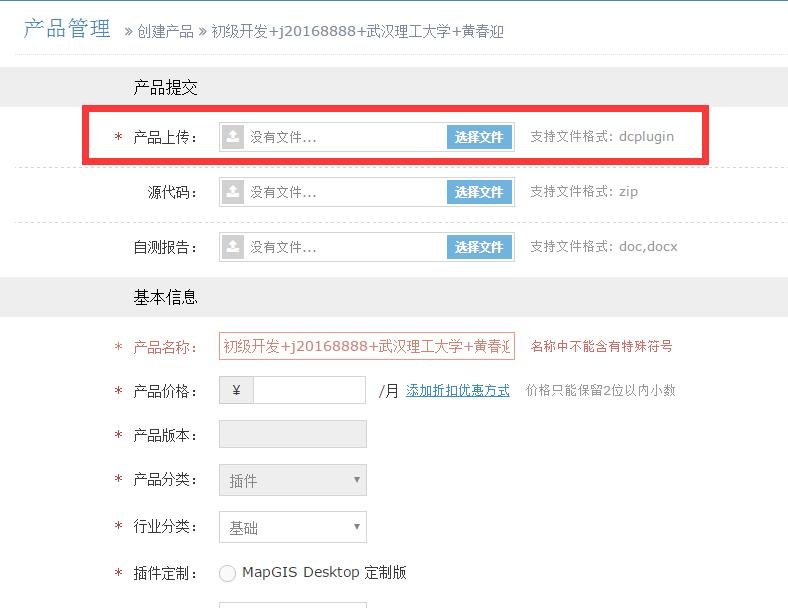 产品管理 » 创建产品 » 初级开发+j20168888+武汉理工大学+黄春迎
产品提交
* 产品上传： 没有文件... 选择文件 支持文件格式: dcplugin
源代码： 没有文件... 选择文件 支持文件格式: zip
自测报告： 没有文件... 选择文件 支持文件格式: doc,docx
基本信息
* 产品名称： 初级开发+j20168888+武汉理工大学+黄春迎 名称中不能含有特殊符号
* 产品价格： ¥ /月 添加折扣优惠方式 价格只能保留2位以内小数
* 产品版本：
* 产品分类： 插件
* 行业分类： 基础
* 插件定制： MapGIS Desktop 定制版